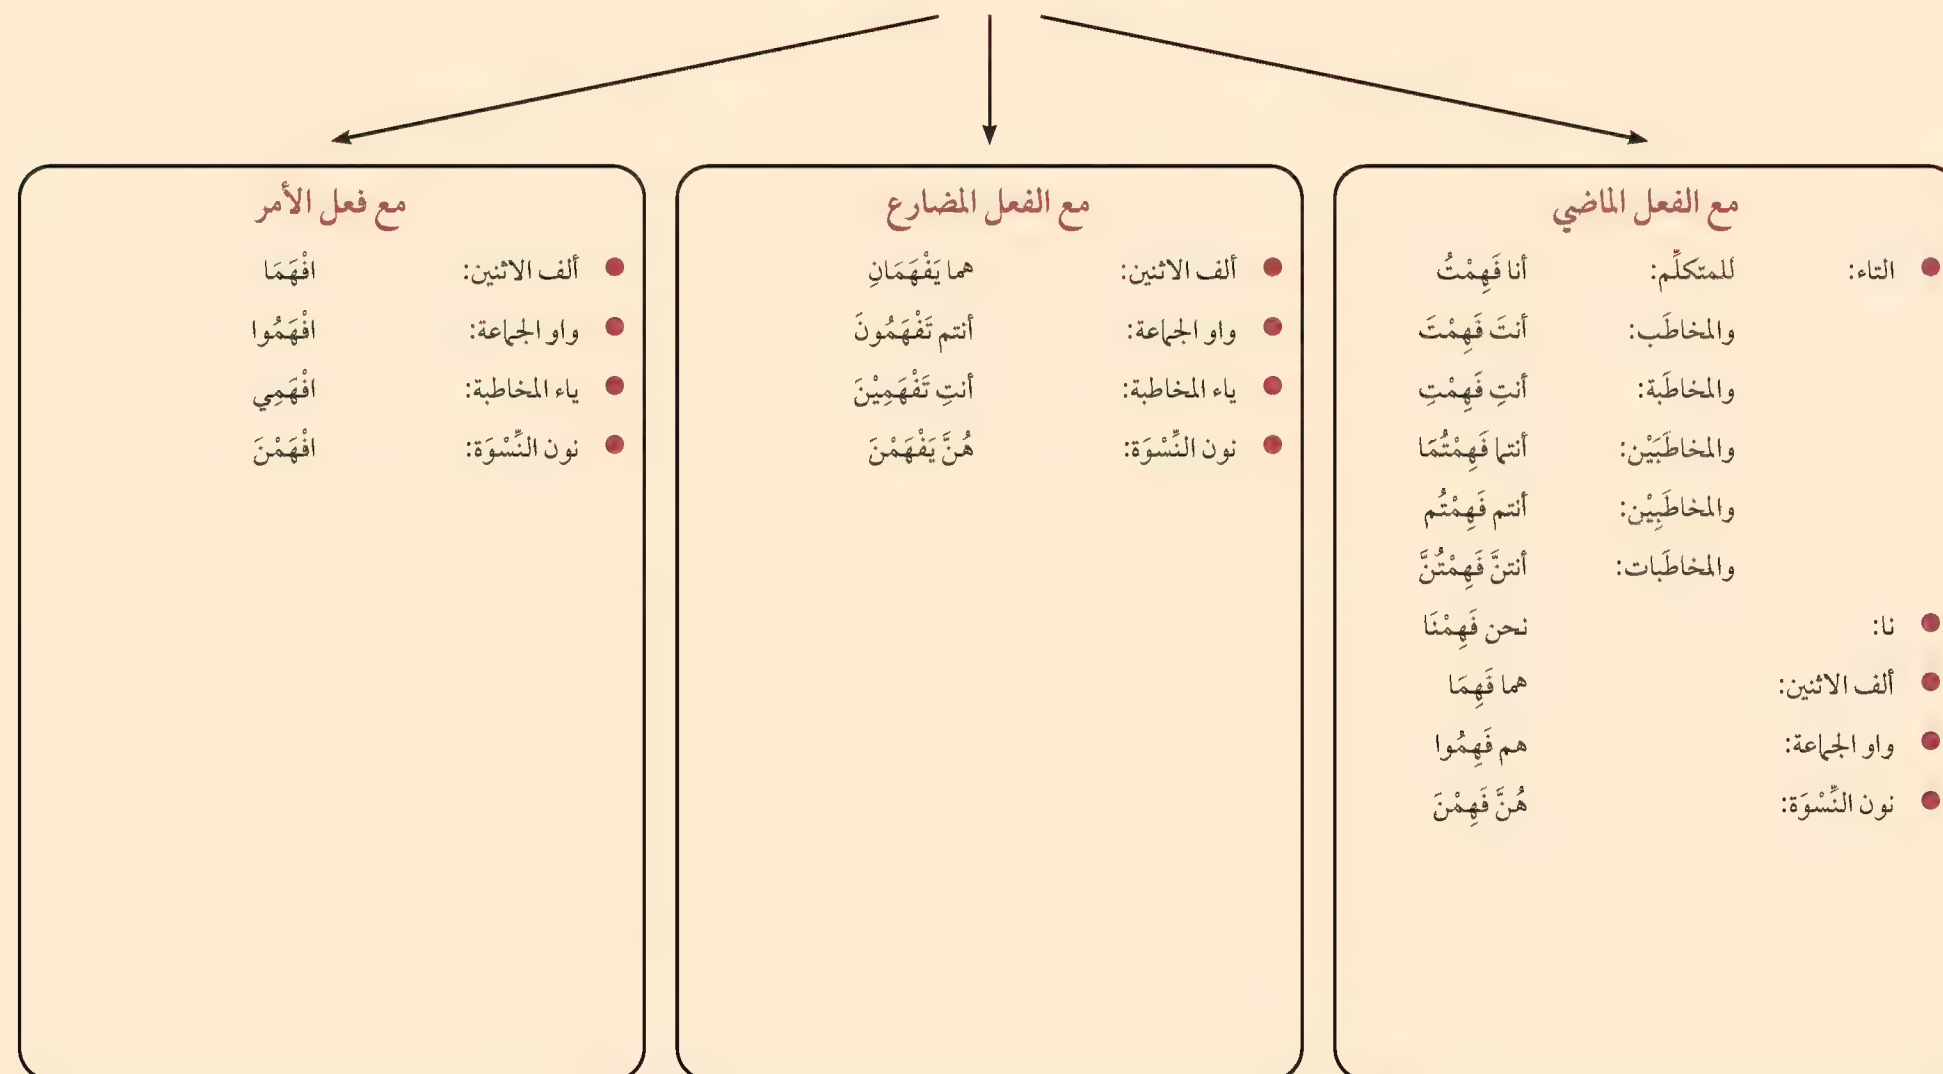 مع الفعل الماضي
التاء: للمتكلِّم: أنا فَهِمْتُ
والمخاطَب: أنتَ فَهِمْتَ
والمخاطَبة: أنتِ فَهِمْتِ
والمخاطَبَيْن: أنتما فَهِمْتُمَا
والمخاطَبِيْن: أنتم فَهِمْتُم
والمخاطَبات: أنتنَّ فَهِمْتُنَّ
نا: نحن فَهِمْنَا
ألف الاثنين: هما فَهِمَا
واو الجماعة: هم فَهِمُوا
نون النِّسْوَة: هُنَّ فَهِمْنَ
مع الفعل المضارع
ألف الاثنين: هما يَفْهَمَانِ
واو الجماعة: أنتم تَفْهَمُونَ
ياء المخاطبة: أنتِ تَفْهَمِيْنَ
نون النِّسْوَة: هُنَّ يَفْهَمْنَ
مع فعل الأمر
ألف الاثنين: افْهَمَا
واو الجماعة: افْهَمُوا
ياء المخاطبة: افْهَمِي
نون النِّسْوَة: افْهَمْنَ